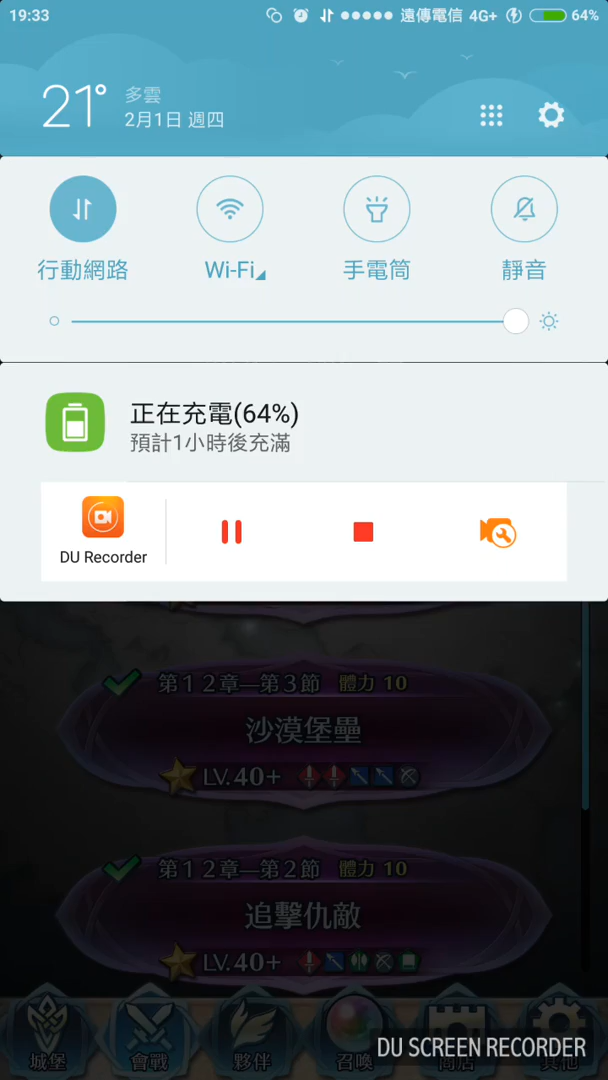 19:33 遠傳電信 4G+ 64%
21° 多雲
2月1日 週四
行動網路 Wi-Fi 手電筒 靜音
正在充電(64%)
預計1小時後充滿
DU Recorder
第12章—第3節 體力 10
沙漠堡壘
LV.40+
第12章—第2節 體力 10
追擊仇敵
LV.40+
城堡 會戰 夥伴 召喚 商店 其他
DU SCREEN RECORDER